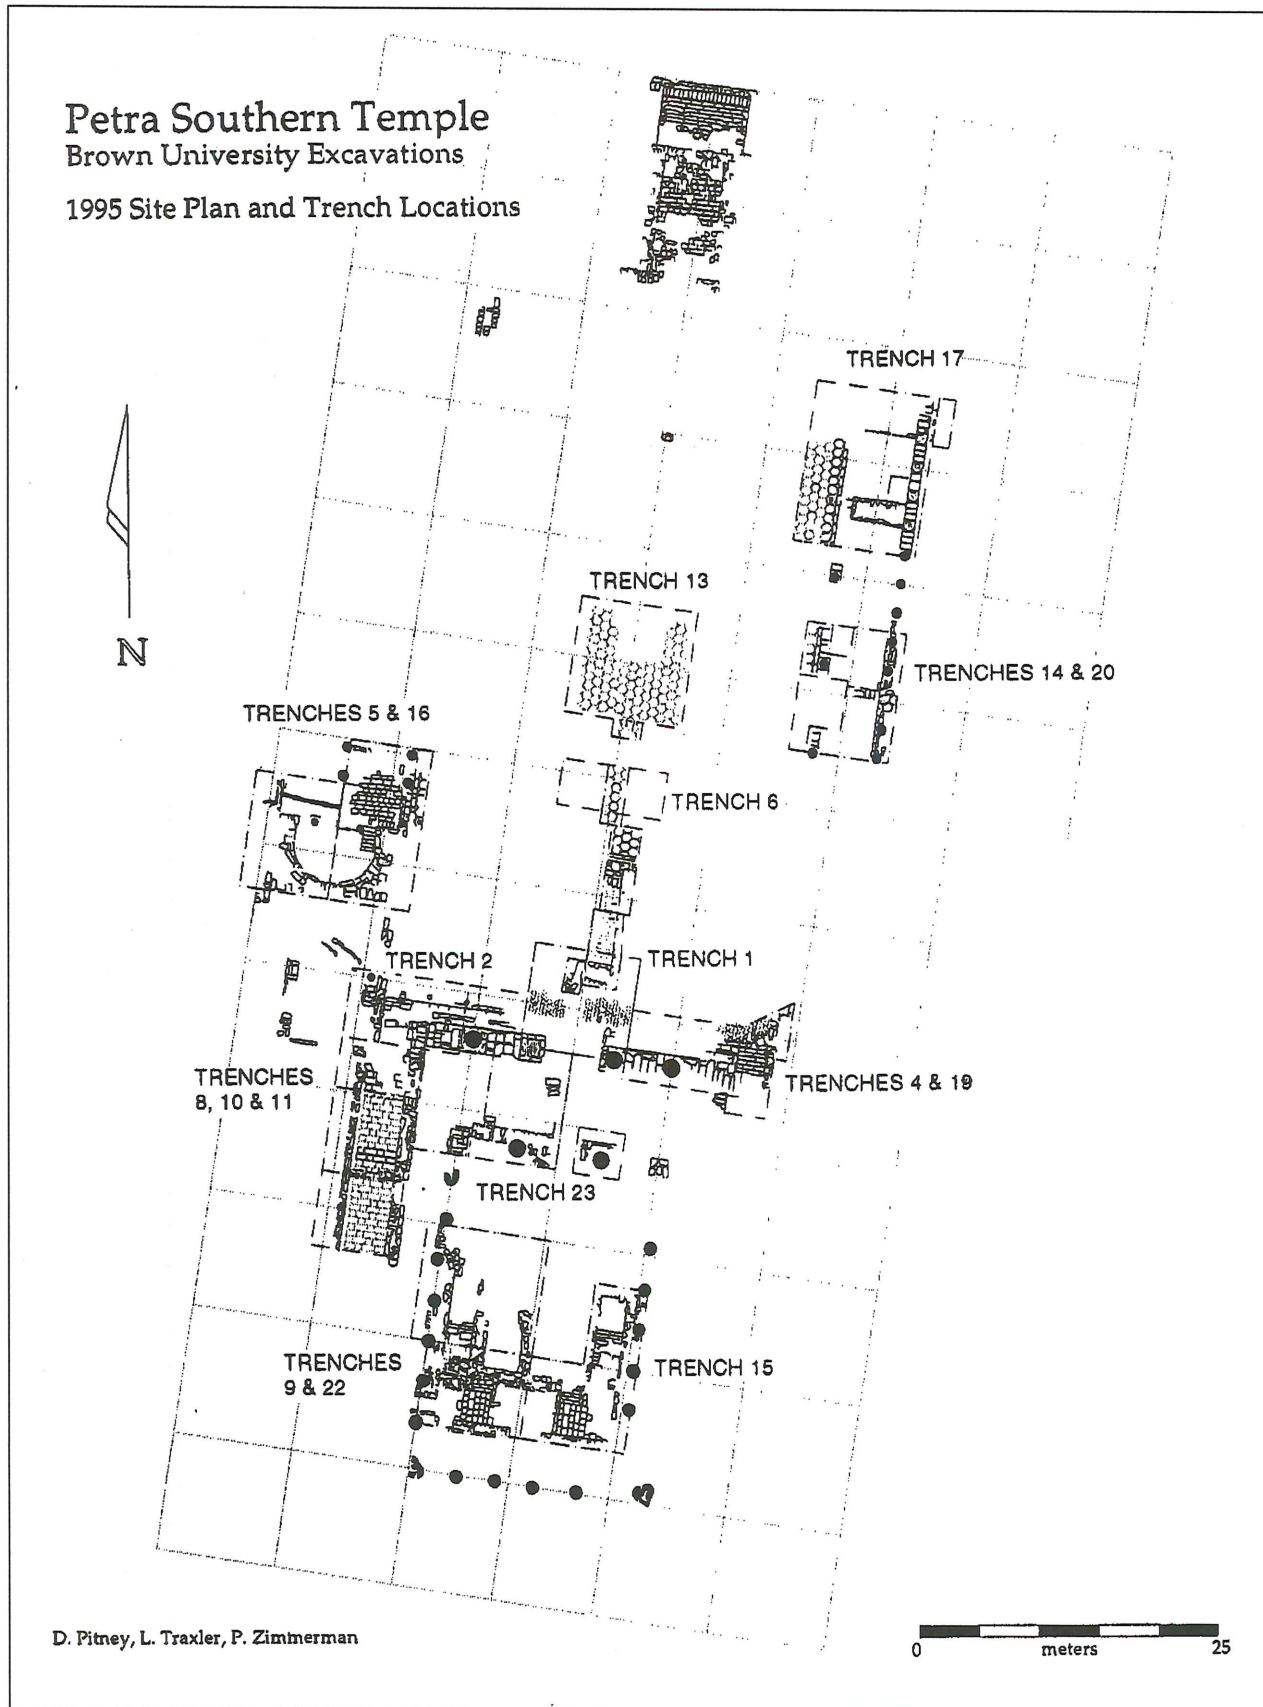 Petra Southern Temple
Brown University Excavations
1995 Site Plan and Trench Locations
TRENCH 17
TRENCH 13
N
TRENCHES 14 & 20
TRENCHES 5 & 16
TRENCH 6
TRENCH 2
TRENCH 1
TRENCHES
8, 10 & 11
TRENCHES 4 & 19
TRENCH 23
TRENCHES
9 & 22
TRENCH 15
D. Pitney, L. Traxler, P. Zimmerman
0 meters 25